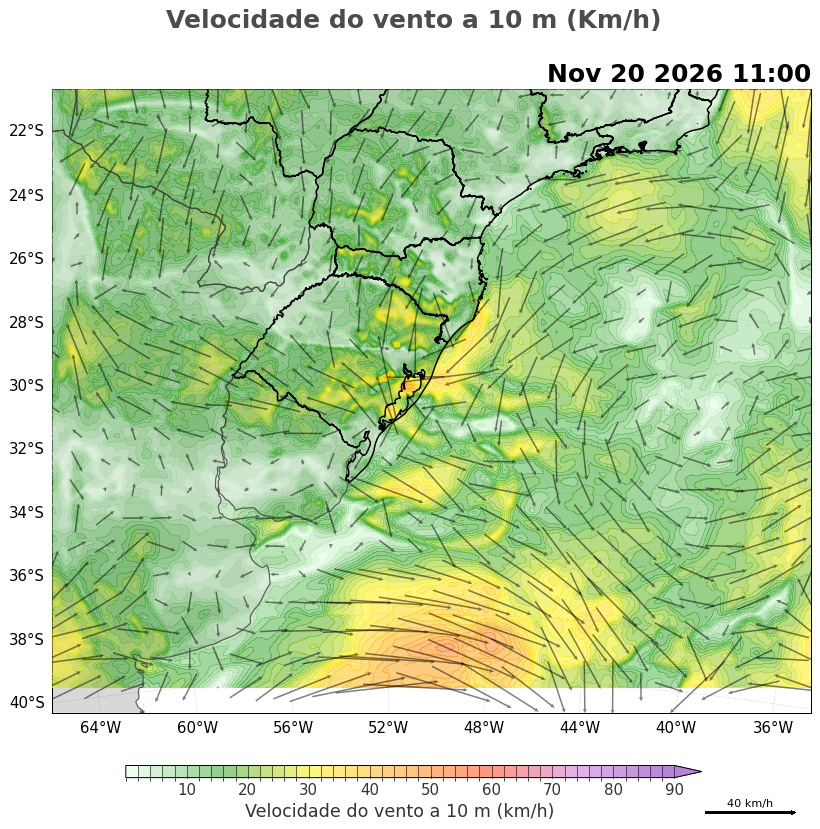 Velocidade do vento a 10 m (Km/h)
Nov 20 2026 11:00
22°S
24°S
26°S
28°S
30°S
32°S
34°S
36°S
38°S
40°S
64°W 60°W 56°W 52°W 48°W 44°W 40°W 36°W
10 20 30 40 50 60 70 80 90
Velocidade do vento a 10 m (km/h)
40 km/h